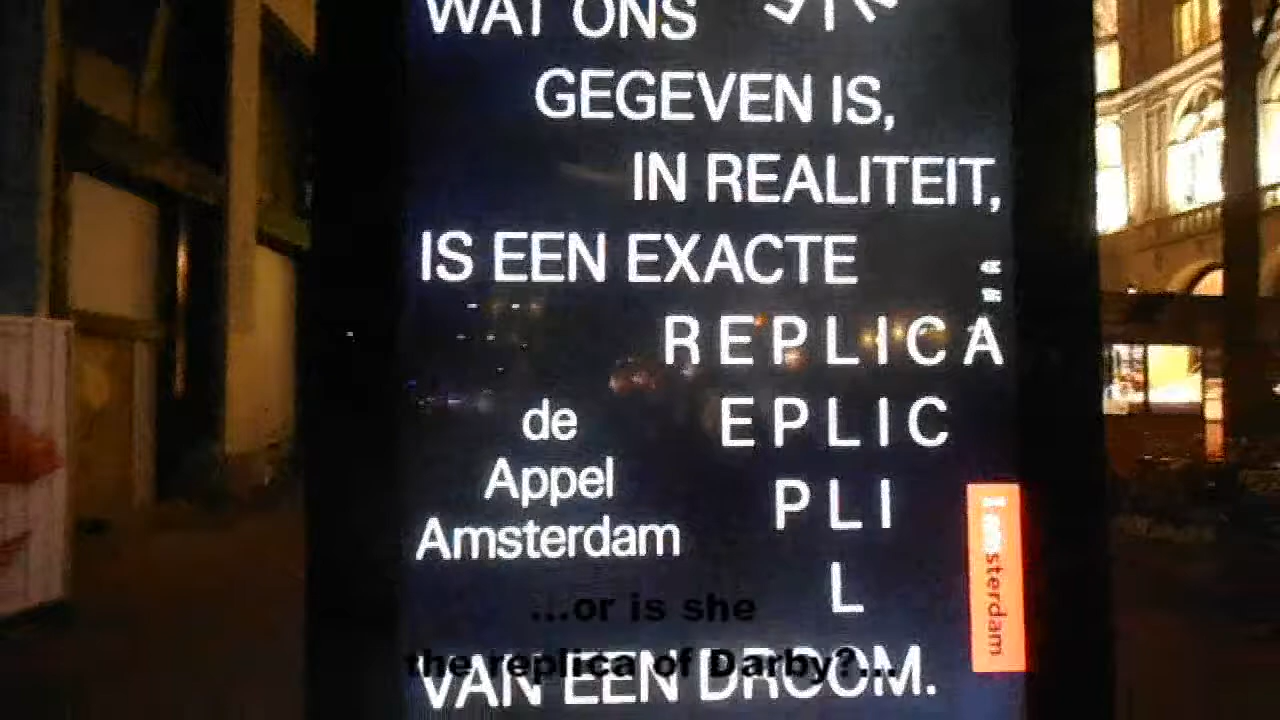 WAT ONS
GEGEVEN IS,
IN REALITEIT,
IS EEN EXACTE
REPLICA
EPLIC
PLI
L
de
Appel
Amsterdam
I amsterdam
...or is she
the replica of Darby?...
VAN EEN DROOM.